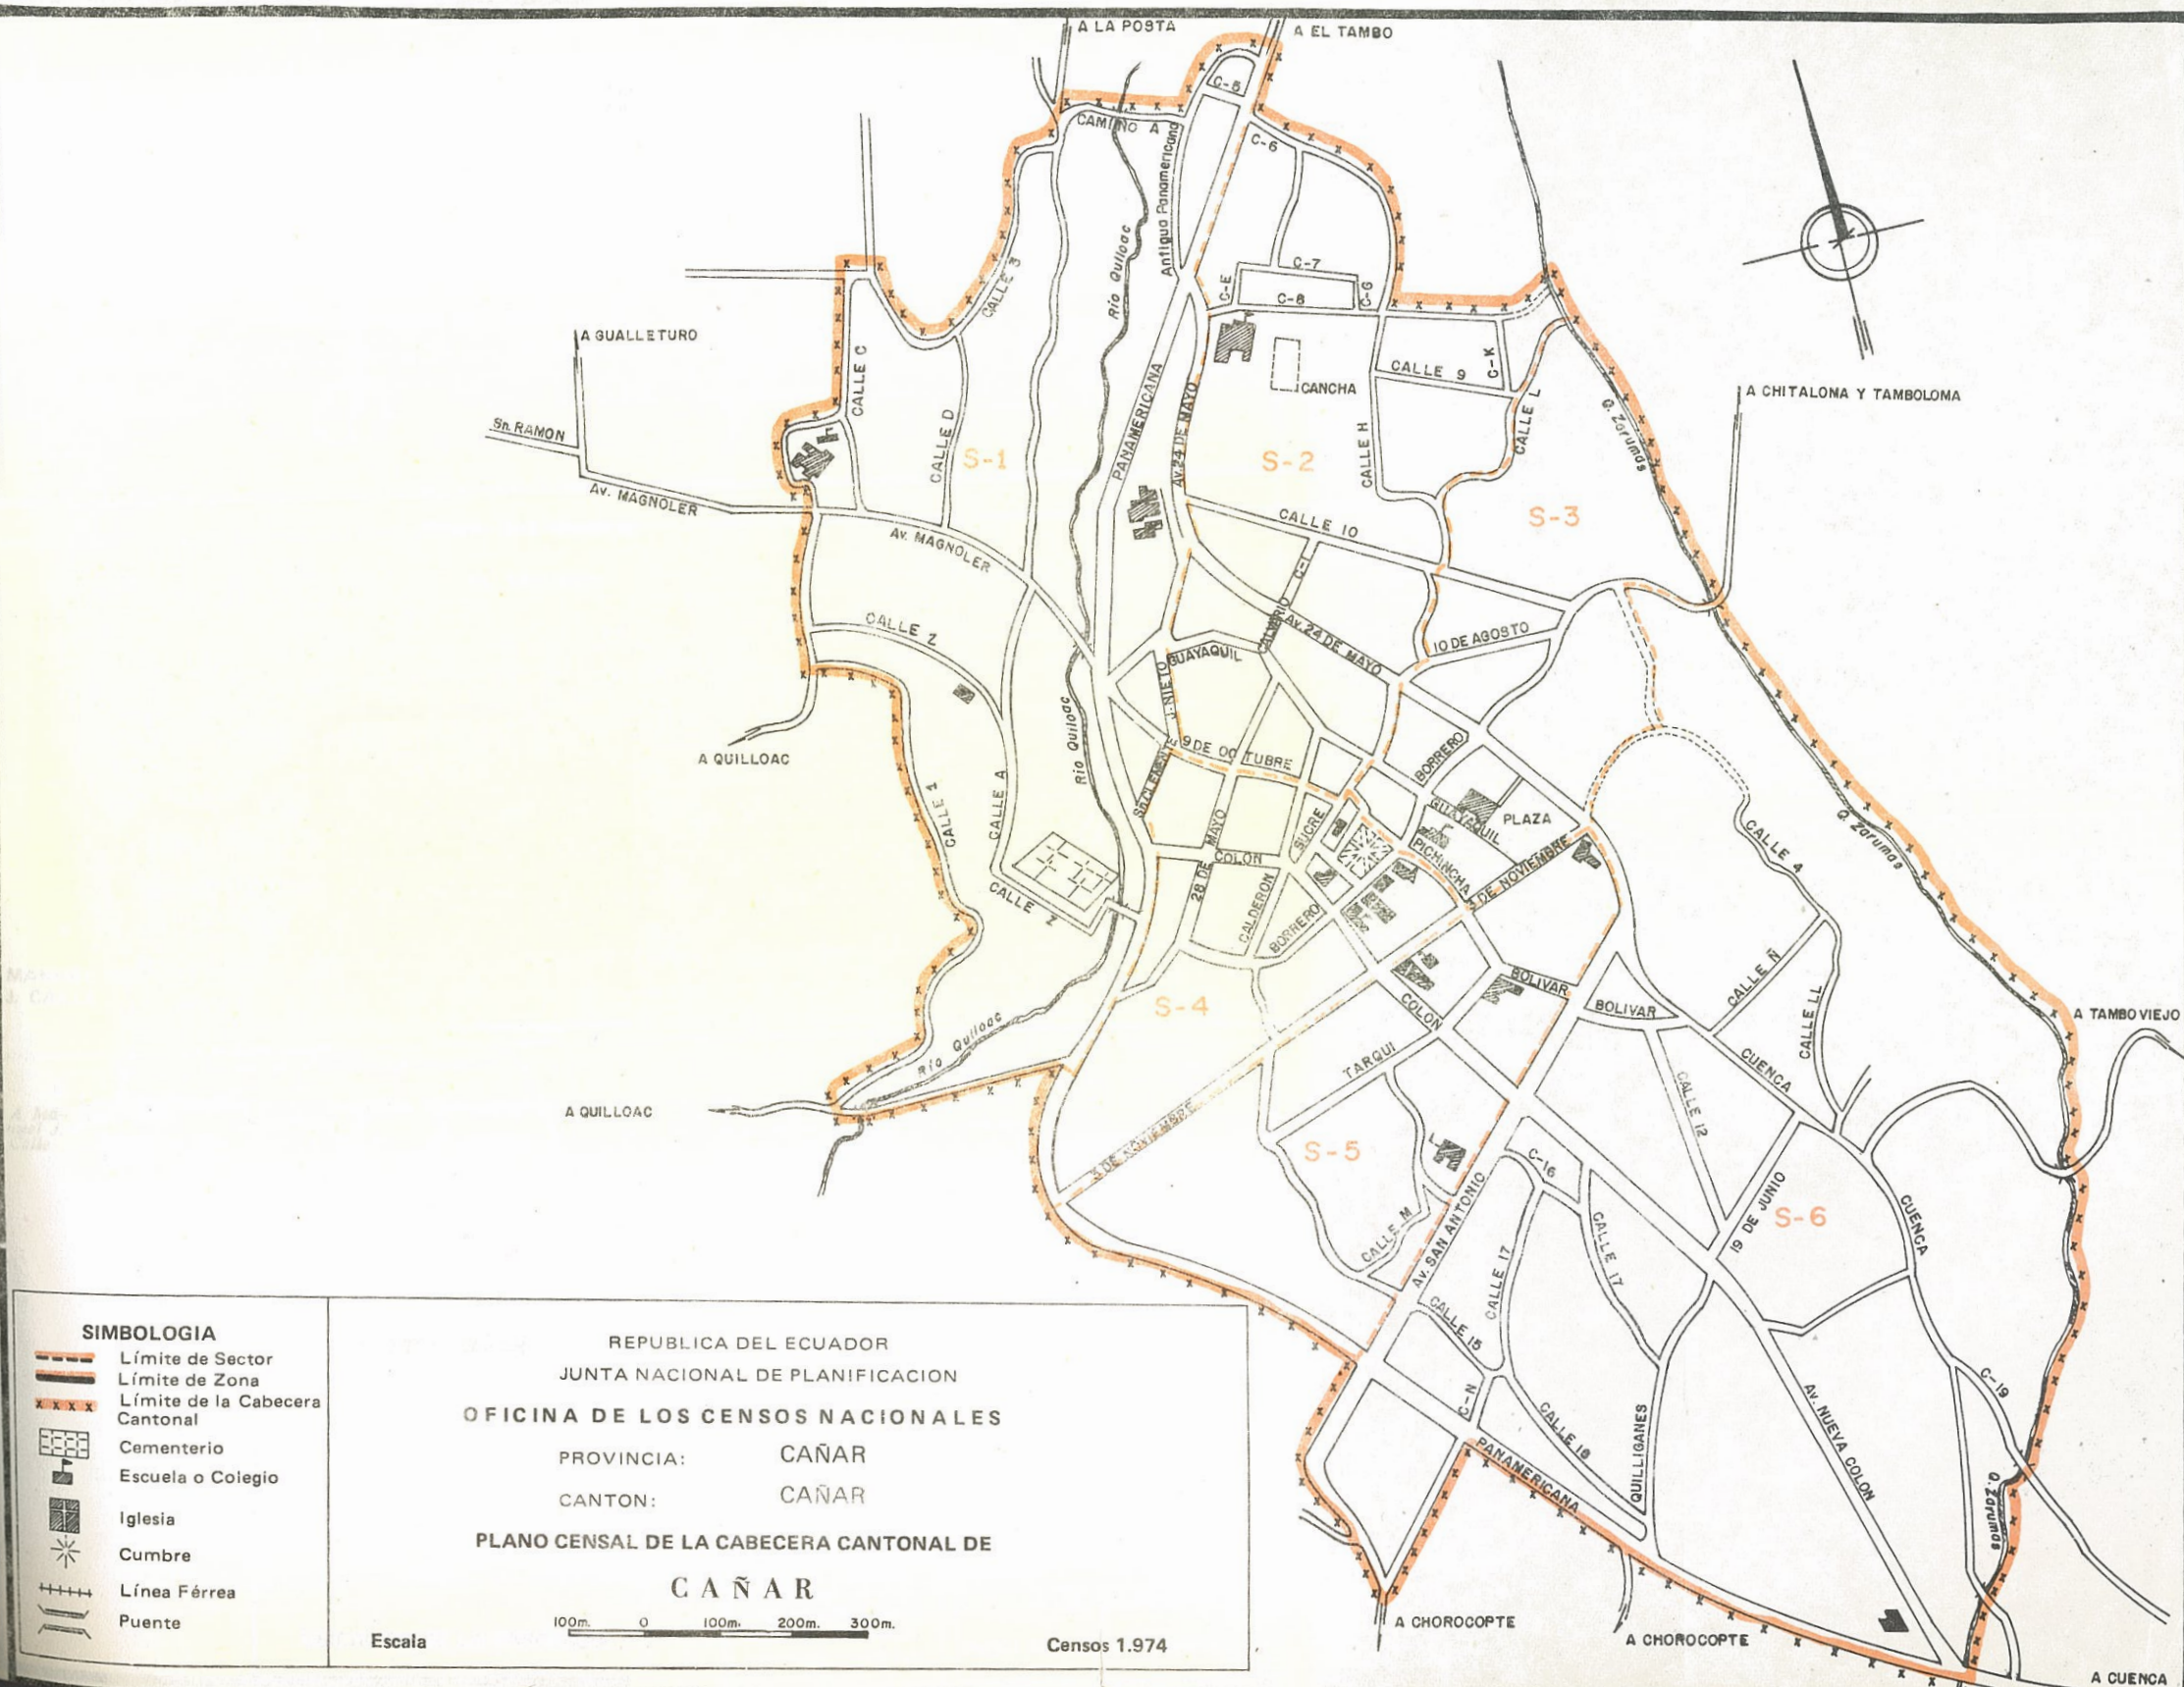 A LA POSTA
A EL TAMBO
C-5
CAMINO A
Antigua Panamericana
C-6
Río Quiloac
CALLE 3
C-7
C-E
C-8
C-G
A GUALLETURO
CALLE C
CALLE 9
C-K
CANCHA
CALLE L
A CHITALOMA Y TAMBOLOMA
Q. Zarumas
PANAMERICANA
Av. 24 DE MAYO
Sn. RAMON
CALLE D
S-1
S-2
CALLE H
S-3
Av. MAGNOLER
Av. MAGNOLER
CALLE 10
C-I
CALLE Z
CALVARIO
Av. 24 DE MAYO
10 DE AGOSTO
GUAYAQUIL
J. NIETO
Río Quiloac
A QUILLOAC
9 DE OCTUBRE
BORRERO
Sn. CLEMENTE
CALLE 1
CALLE A
GUAYAQUIL
PLAZA
28 DE MAYO
SUCRE
PICHINCHA
3 DE NOVIEMBRE
CALLE 4
Q. Zarumas
COLON
CALLE Z
CALDERON
BORRERO
BOLIVAR
BOLIVAR
CALLE Ñ
CALLE LL
S-4
COLON
A TAMBO VIEJO
Río Quiloac
TARQUI
CUENCA
CALLE 12
A QUILLOAC
3 DE NOVIEMBRE
S-5
C-16
19 DE JUNIO
S-6
CUENCA
CALLE M
Av. SAN ANTONIO
CALLE 17
CALLE 17
CALLE 15
C-N
CALLE 18
QUILLIGANES
Av. NUEVA COLON
C-19
PANAMERICANA
Q. Zarumas
A CHOROCOPTE
A CHOROCOPTE
A CUENCA
SIMBOLOGIA
Límite de Sector
Límite de Zona
Límite de la Cabecera
Cantonal
Cementerio
Escuela o Colegio
Iglesia
Cumbre
Línea Férrea
Puente
REPUBLICA DEL ECUADOR
JUNTA NACIONAL DE PLANIFICACION
OFICINA DE LOS CENSOS NACIONALES
PROVINCIA: CAÑAR
CANTON: CAÑAR
PLANO CENSAL DE LA CABECERA CANTONAL DE
CAÑAR
100m. 0 100m. 200m. 300m.
Escala
Censos 1.974